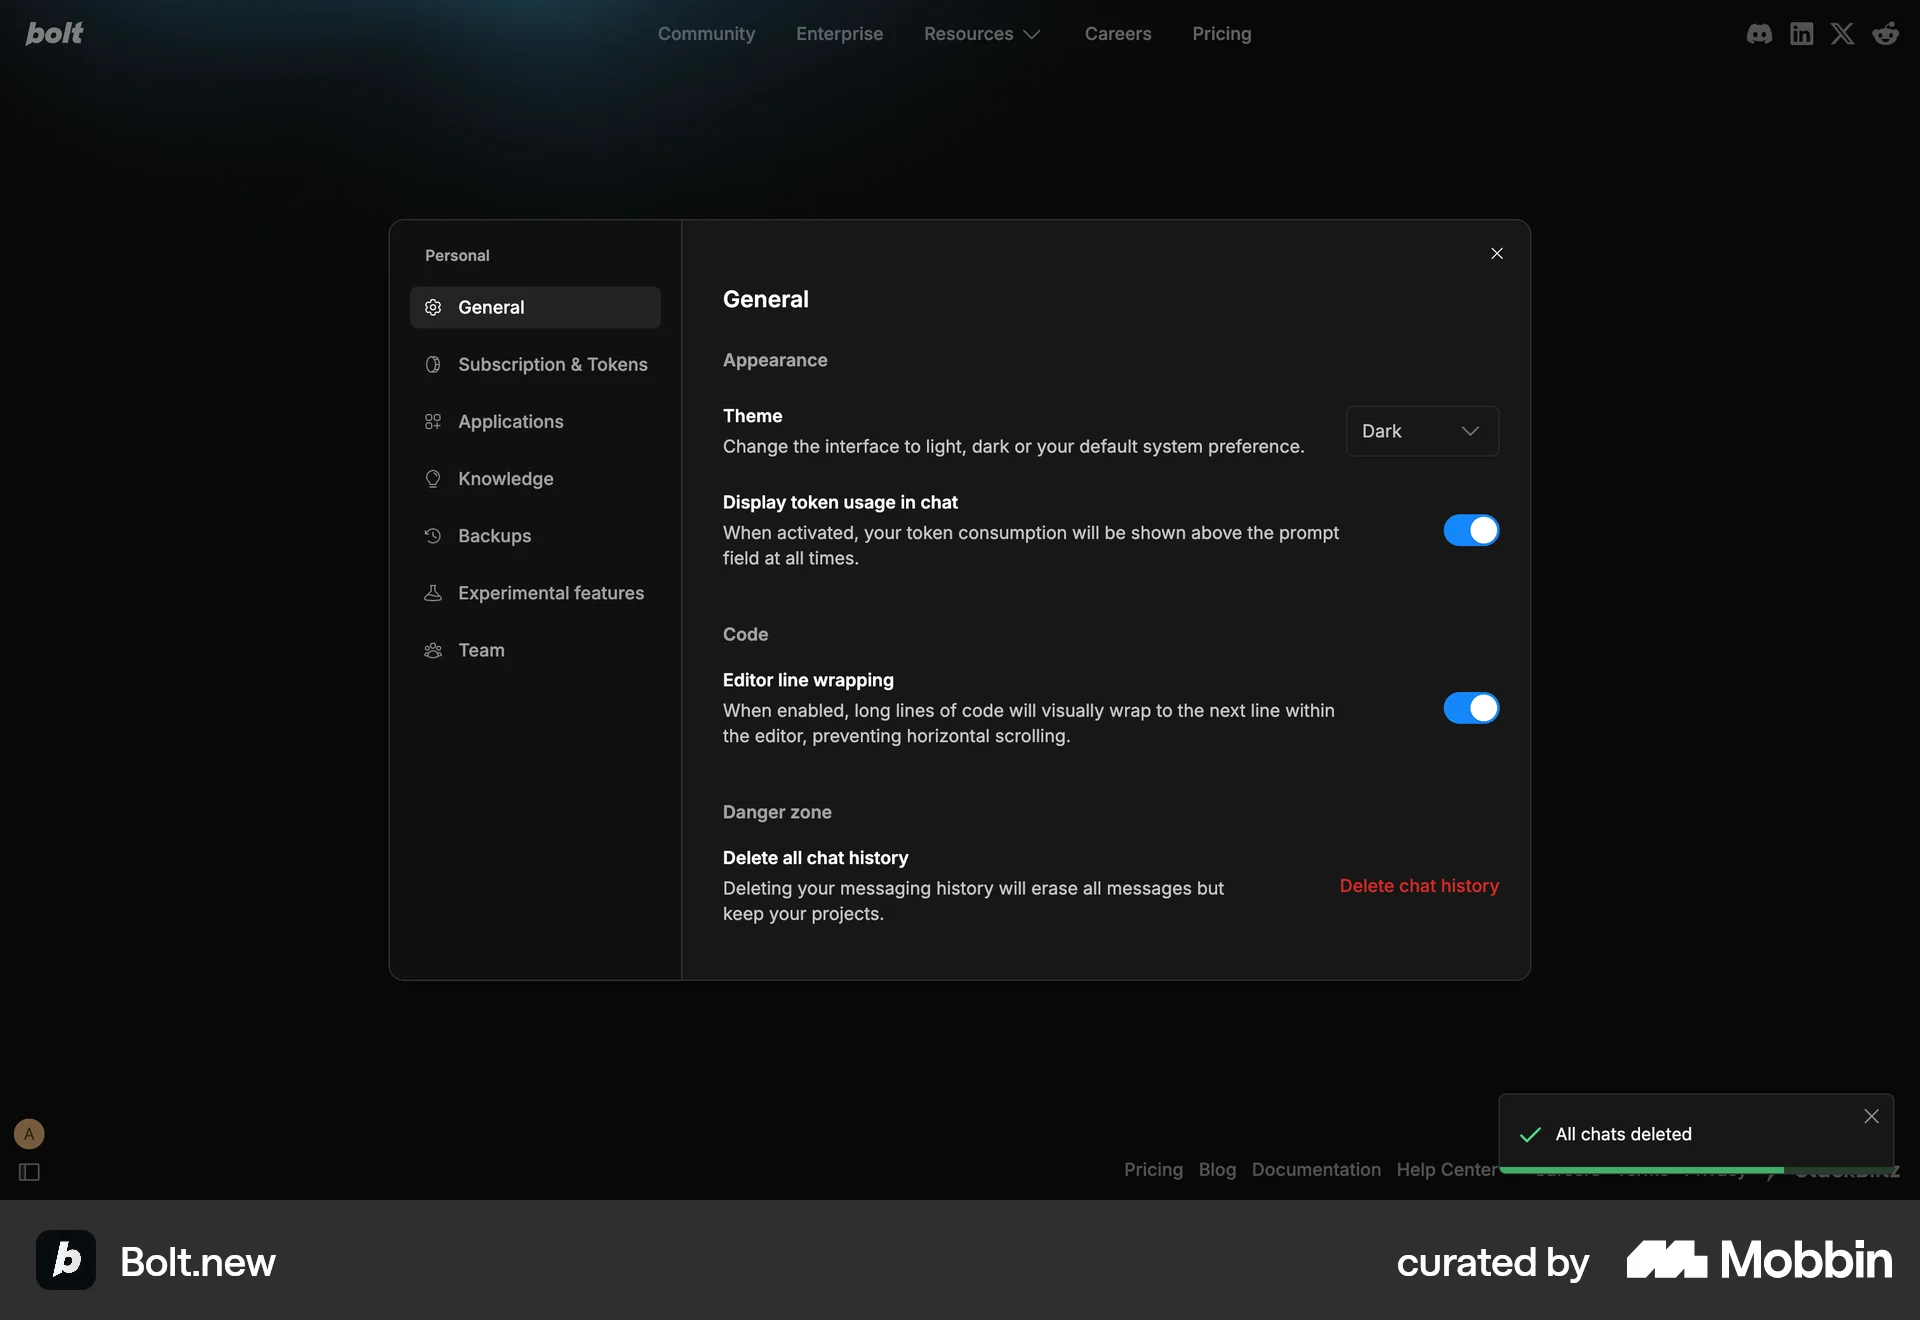 bolt
Community
Enterprise
Resources
Careers
Pricing
Personal
General
Subscription & Tokens
Applications
Knowledge
Backups
Experimental features
Team
General
Appearance
Theme
Change the interface to light, dark or your default system preference.
Dark
Display token usage in chat
When activated, your token consumption will be shown above the prompt
field at all times.
Code
Editor line wrapping
When enabled, long lines of code will visually wrap to the next line within
the editor, preventing horizontal scrolling.
Danger zone
Delete all chat history
Deleting your messaging history will erase all messages but
keep your projects.
Delete chat history
All chats deleted
A
Pricing
Blog
Documentation
Help Center
b
Bolt.new
curated by
Mobbin